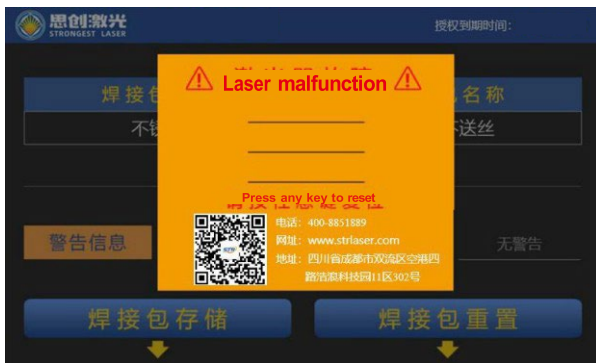 思创激光
STRONGEST LASER
授权到期时间:
Laser malfunction
焊接
名称
不
不送丝
Press any key to reset
警告信息
无警告
电话: 400-8851889
网址: www.strlaser.com
地址: 四川省成都市双流区空港四
路浩旗科技园11区302号
焊接包存储
焊接包重置